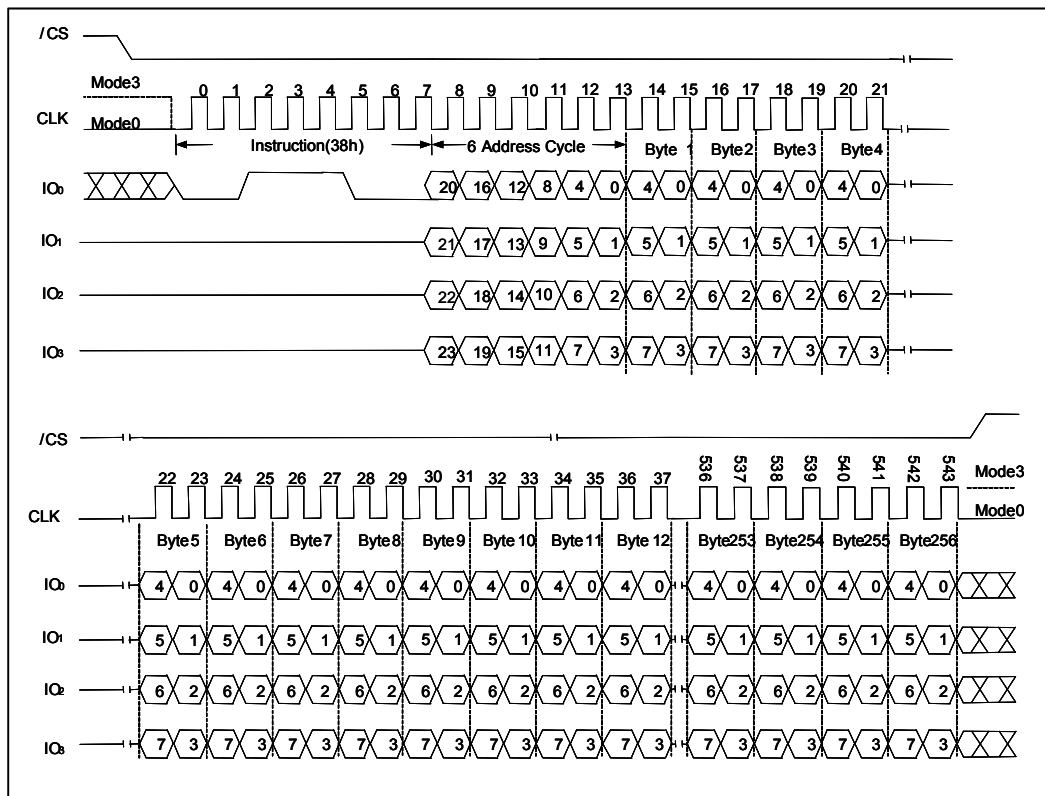 /CS
Mode3
0 1 2 3 4 5 6 7 8 9 10 11 12 13 14 15 16 17 18 19 20 21
CLK
Mode0
Instruction(38h) 6 Address Cycle Byte 1 Byte2 Byte3 Byte4
IO0 20 16 12 8 4 0 4 0 4 0 4 0 4 0
IO1 21 17 13 9 5 1 5 1 5 1 5 1 5 1
IO2 22 18 14 10 6 2 6 2 6 2 6 2 6 2
IO3 23 19 15 11 7 3 7 3 7 3 7 3 7 3
/CS
22 23 24 25 26 27 28 29 30 31 32 33 34 35 36 37 536 537 538 539 540 541 542 543
Mode3
CLK
Mode0
Byte5 Byte6 Byte7 Byte8 Byte9 Byte 10 Byte11 Byte 12 Byte253 Byte254 Byte255 Byte256
IO0 4 0 4 0 4 0 4 0 4 0 4 0 4 0 4 0 4 0 4 0 4 0 4 0
IO1 5 1 5 1 5 1 5 1 5 1 5 1 5 1 5 1 5 1 5 1 5 1 5 1
IO2 6 2 6 2 6 2 6 2 6 2 6 2 6 2 6 2 6 2 6 2 6 2 6 2
IO3 7 3 7 3 7 3 7 3 7 3 7 3 7 3 7 3 7 3 7 3 7 3 7 3